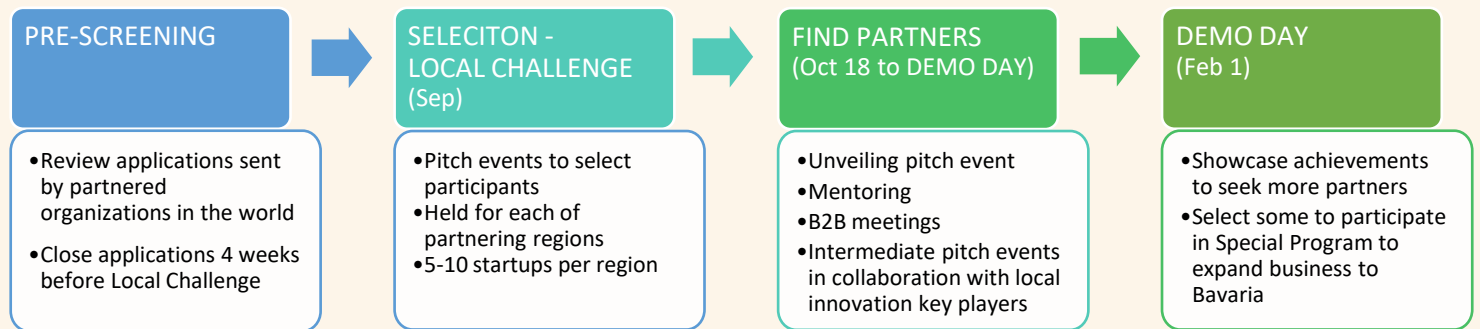 PRE-SCREENING
•Review applications sent
by partnered
organizations in the world
•Close applications 4 weeks
before Local Challenge
SELECITON -
LOCAL CHALLENGE
(Sep)
•Pitch events to select
participants
•Held for each of
partnering regions
•5-10 startups per region
FIND PARTNERS
(Oct 18 to DEMO DAY)
•Unveiling pitch event
•Mentoring
•B2B meetings
•Intermediate pitch events
in collaboration with local
innovation key players
DEMO DAY
(Feb 1)
•Showcase achievements
to seek more partners
•Select some to participate
in Special Program to
expand business to
Bavaria